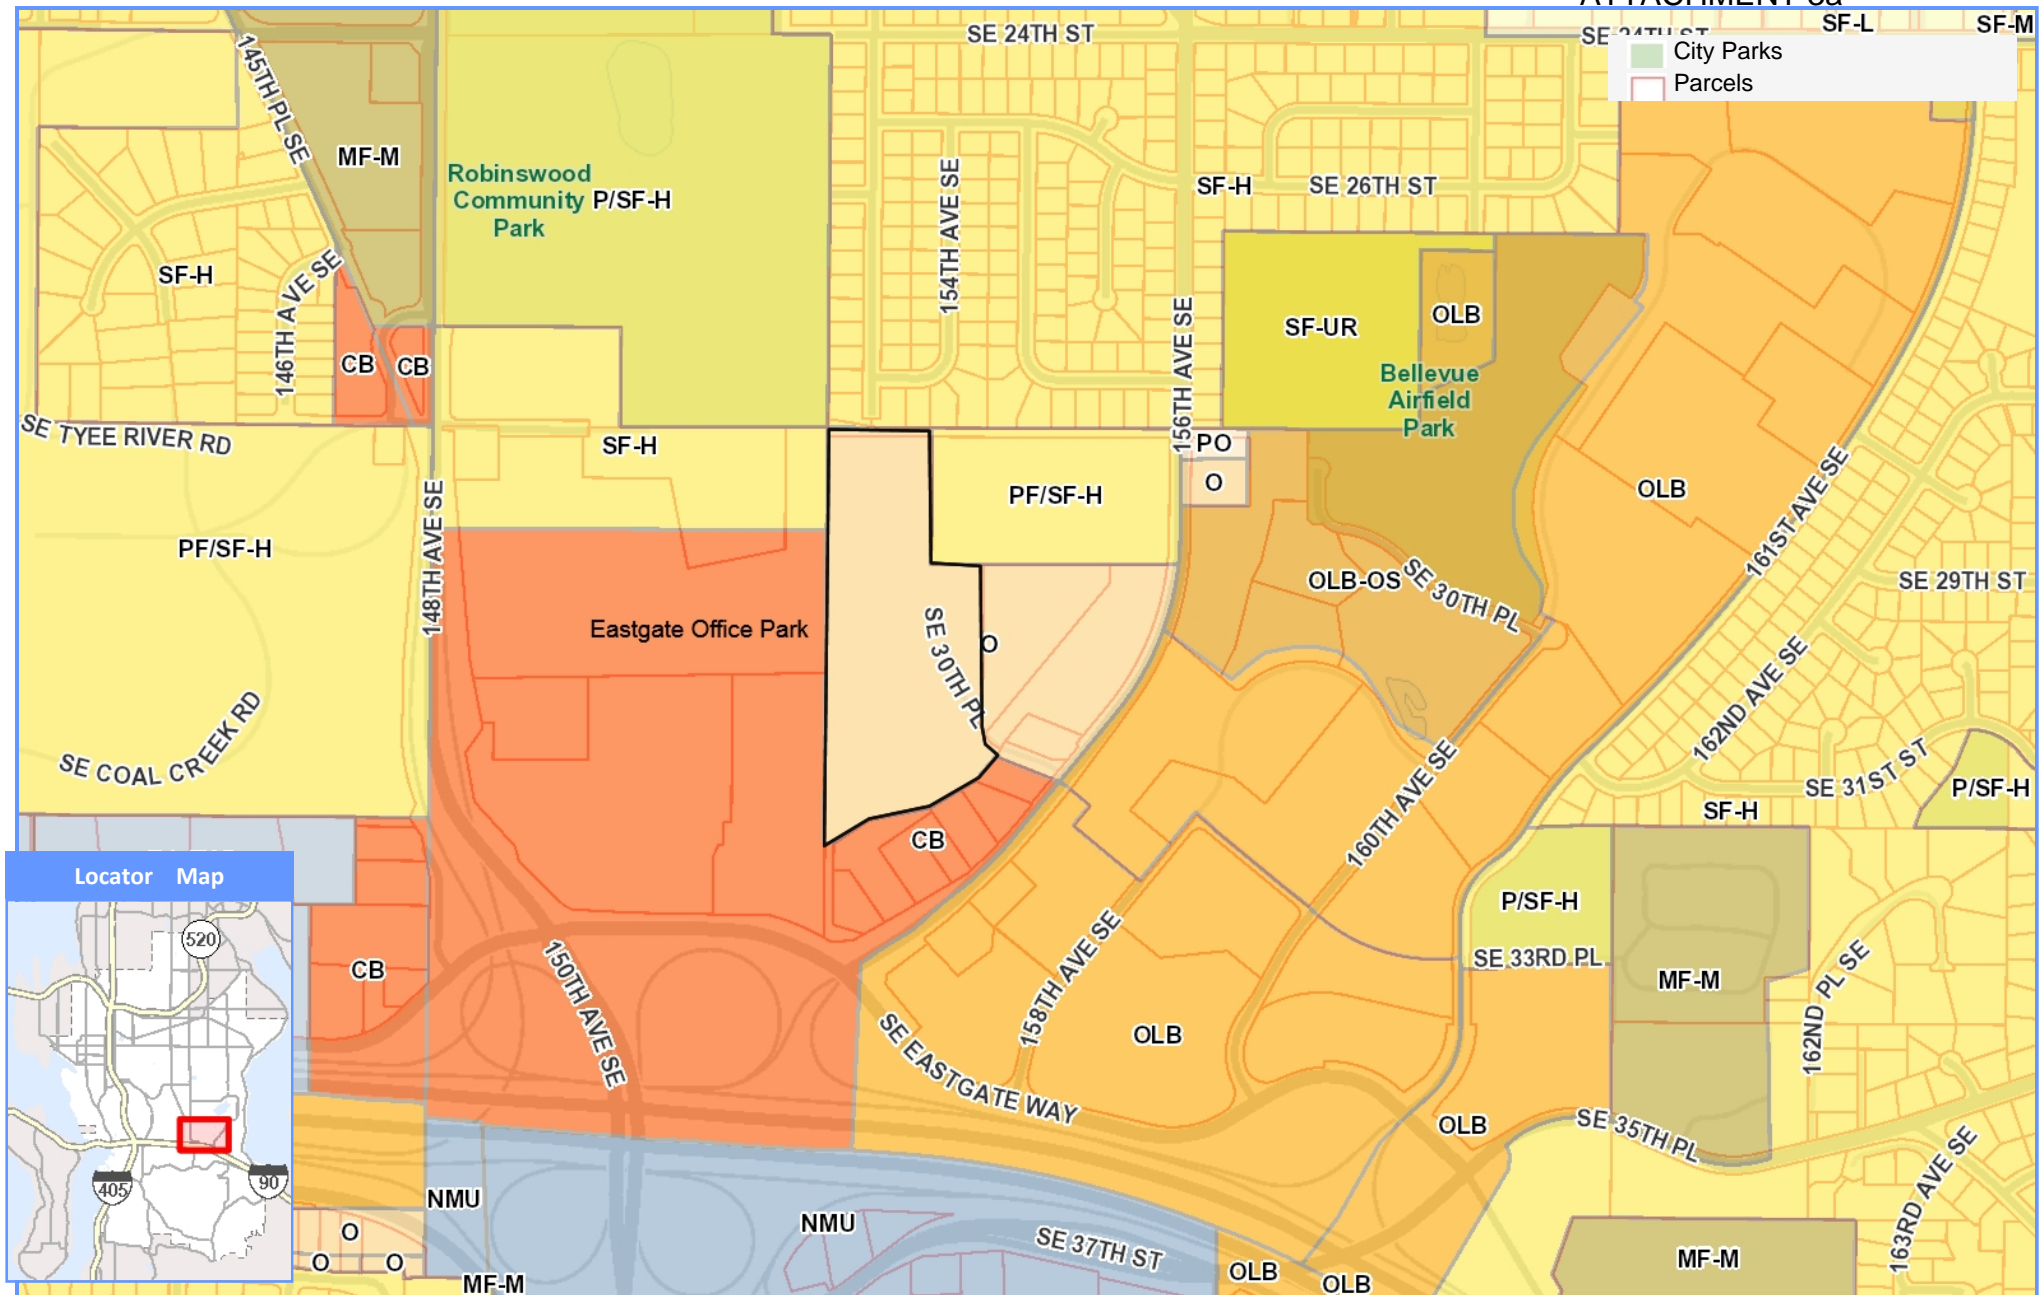 SE 24TH ST
SE 24TH ST
SF-L
SF-M
City Parks
Parcels
145TH PL SE
MF-M
Robinswood
Community
Park
P/SF-H
154TH AVE SE
SF-H
SE 26TH ST
SF-H
146TH AVE SE
CB
CB
156TH AVE SE
SF-UR
OLB
Bellevue
Airfield
Park
SE TYEE RIVER RD
SF-H
PO
O
148TH AVE SE
PF/SF-H
PF/SF-H
OLB
161ST AVE SE
OLB-OS
SE 30TH PL
SE 29TH ST
Eastgate Office Park
SE 30TH PL
O
162ND AVE SE
SE COAL CREEK RD
SE 31ST ST
P/SF-H
SF-H
160TH AVE SE
CB
P/SF-H
SE 33RD PL
MF-M
162ND PL SE
Locator Map
520
405
90
CB
150TH AVE SE
158TH AVE SE
OLB
SE EASTGATE WAY
OLB
SE 35TH PL
163RD AVE SE
NMU
NMU
SE 37TH ST
O
O
O
MF-M
OLB
OLB
MF-M